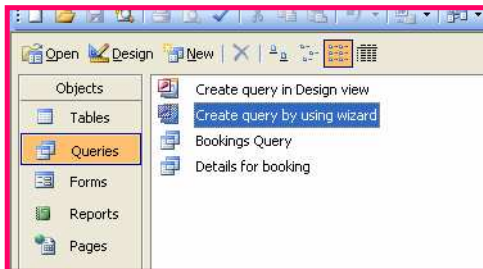 Open Design New
Objects
Tables
Queries
Forms
Reports
Pages
Create query in Design view
Create query by using wizard
Bookings Query
Details for booking